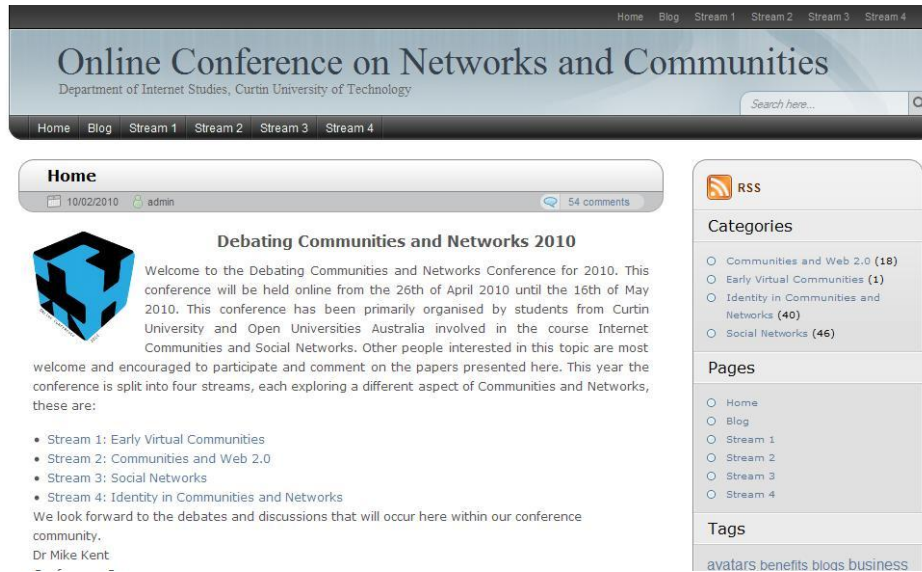 Home Blog Stream 1 Stream 2 Stream 3 Stream 4
Online Conference on Networks and Communities
Department of Internet Studies, Curtin University of Technology
Search here...
Home Blog Stream 1 Stream 2 Stream 3 Stream 4
Home
10/02/2010 admin 54 comments
Debating Communities and Networks 2010
Welcome to the Debating Communities and Networks Conference for 2010. This
conference will be held online from the 26th of April 2010 until the 16th of May
2010. This conference has been primarily organised by students from Curtin
University and Open Universities Australia involved in the course Internet
Communities and Social Networks. Other people interested in this topic are most
welcome and encouraged to participate and comment on the papers presented here. This year the
conference is split into four streams, each exploring a different aspect of Communities and Networks,
these are:
• Stream 1: Early Virtual Communities
• Stream 2: Communities and Web 2.0
• Stream 3: Social Networks
• Stream 4: Identity in Communities and Networks
We look forward to the debates and discussions that will occur here within our conference
community.
Dr Mike Kent
RSS
Categories
Communities and Web 2.0 (18)
Early Virtual Communities (1)
Identity in Communities and
Networks (40)
Social Networks (46)
Pages
Home
Blog
Stream 1
Stream 2
Stream 3
Stream 4
Tags
avatars benefits blogs business